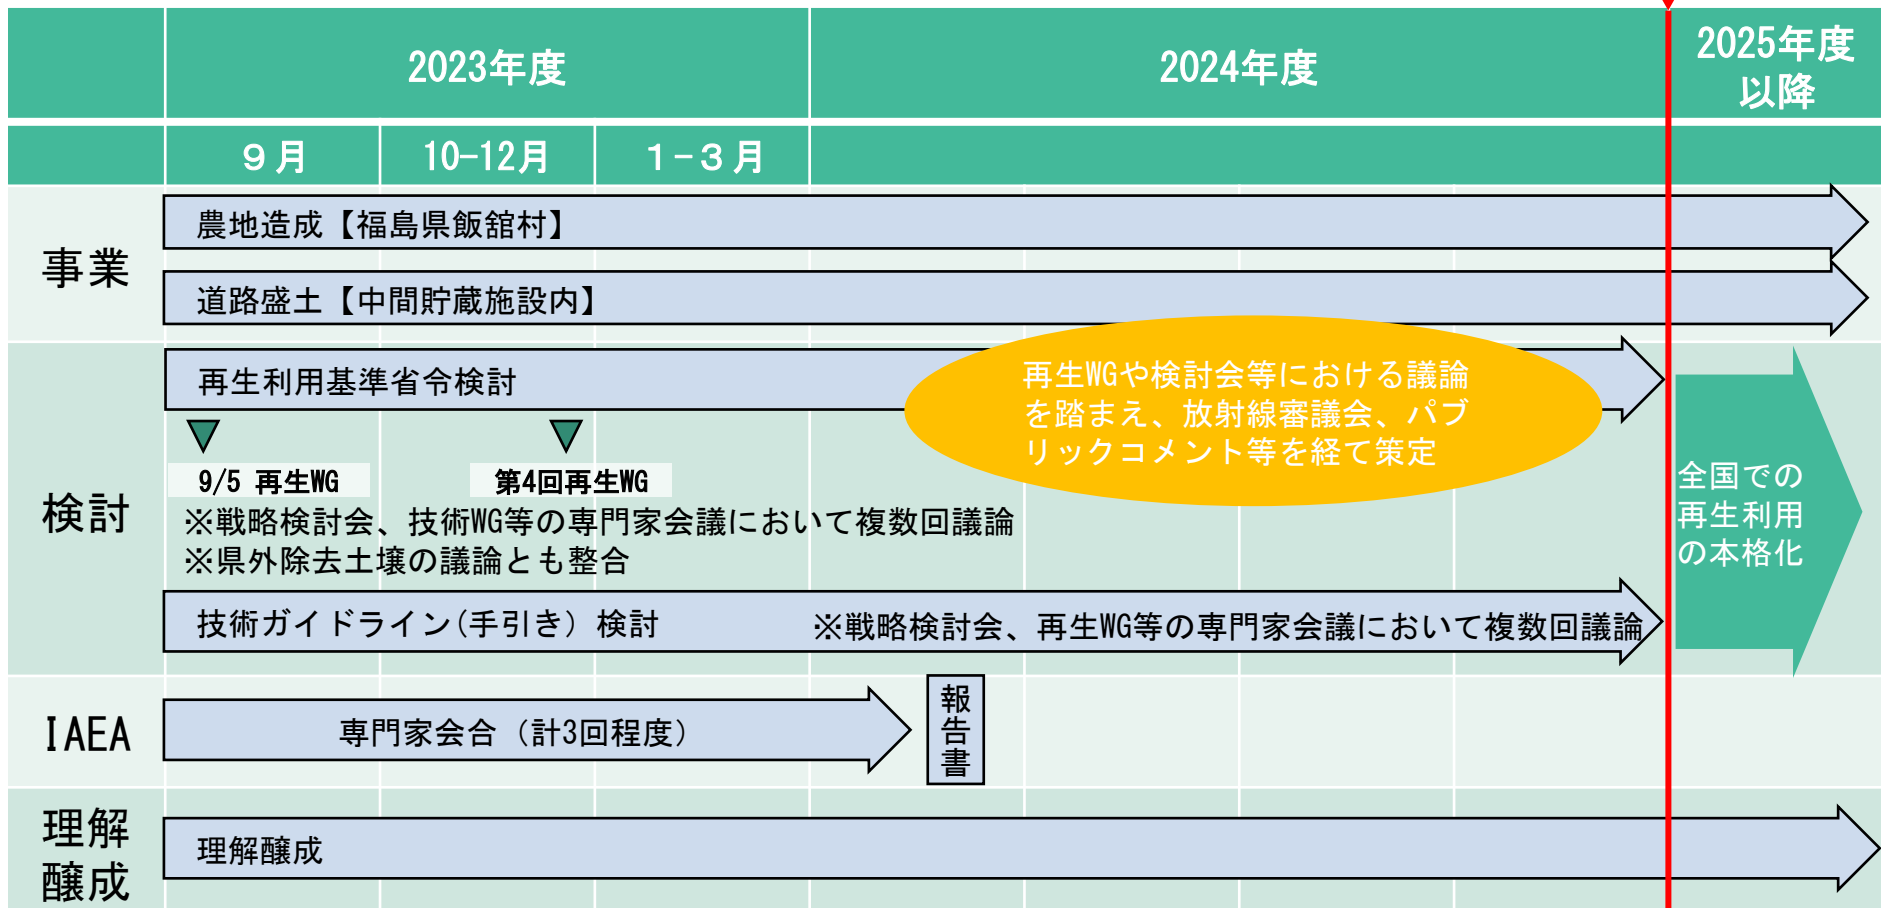 2023年度
2024年度
2025年度
以降
９月
10-12月
１-３月
事業
農地造成【福島県飯舘村】
道路盛土【中間貯蔵施設内】
検討
再生利用基準省令検討
再生WGや検討会等における議論
を踏まえ、放射線審議会、パブ
リックコメント等を経て策定
9/5 再生WG
第4回再生WG
※戦略検討会、技術WG等の専門家会議において複数回議論
※県外除去土壌の議論とも整合
技術ガイドライン(手引き) 検討
※戦略検討会、再生WG等の専門家会議において複数回議論
全国での
再生利用
の本格化
IAEA
専門家会合 (計3回程度)
報
告
書
理解
醸成
理解醸成